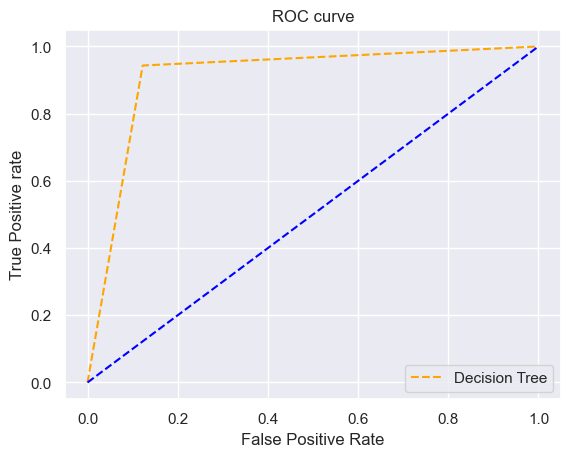 ROC curve
True Positive rate
1.0
0.8
0.6
0.4
0.2
0.0
0.0 0.2 0.4 0.6 0.8 1.0
False Positive Rate
Decision Tree